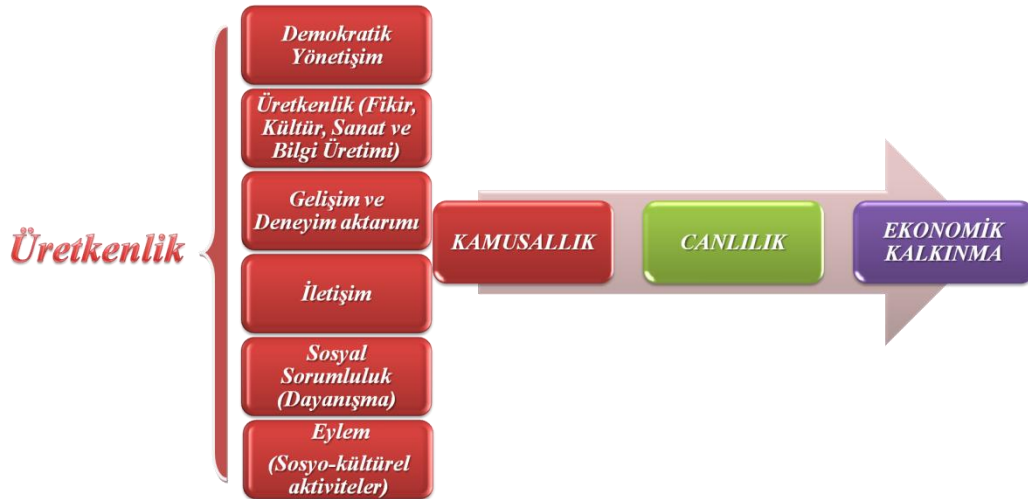 Üretkenlik
Demokratik
Yönetişim
Üretkenlik (Fikir,
Kültür, Sanat ve
Bilgi Üretimi)
Gelişim ve
Deneyim aktarımı
İletişim
Sosyal
Sorumluluk
(Dayanışma)
Eylem
(Sosyo-kültürel
aktiviteler)
KAMUSALLIK
CANLILIK
EKONOMİK
KALKINMA